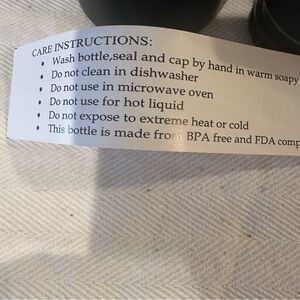 CARE INSTRUCTIONS:
• Wash bottle,seal and cap by hand in warm soapy
• Do not clean in dishwasher
• Do not use in microwave oven
• Do not use for hot liquid
• Do not expose to extreme heat or cold
• This bottle is made from BPA free and FDA comp